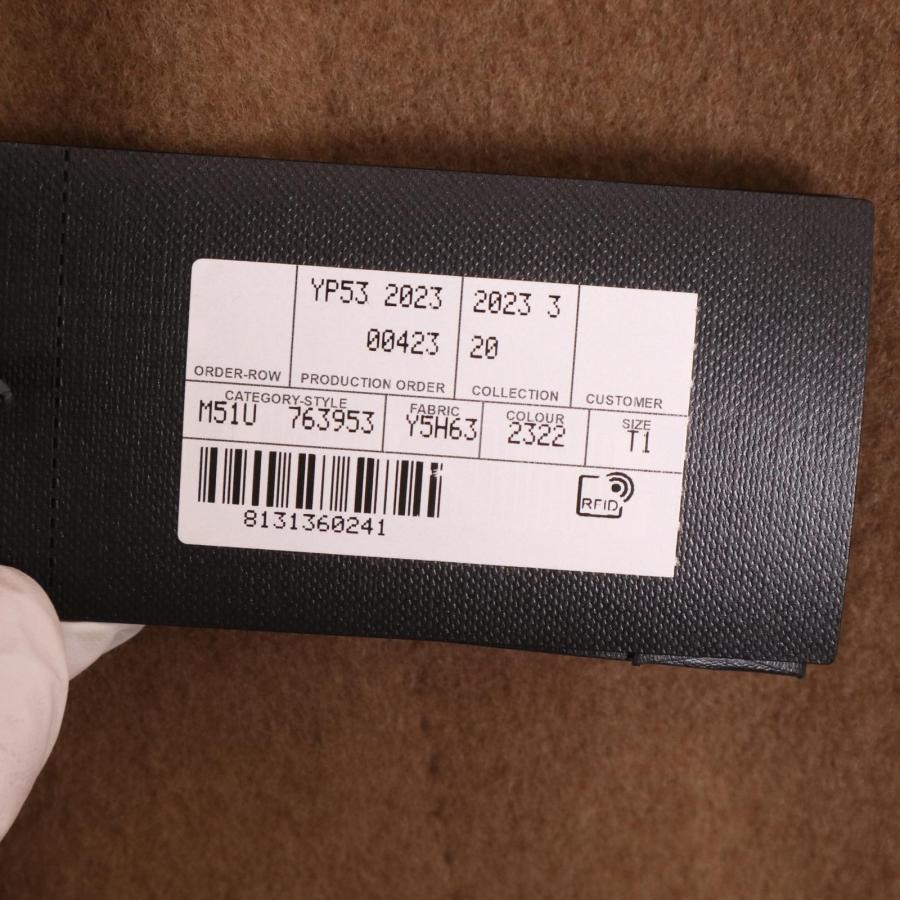 YP53 2023
00423
2023 3
20
ORDER-ROW
PRODUCTION ORDER
COLLECTION
CUSTOMER
CATEGORY-STYLE
M51U 763953
FABRIC
Y5H63
COLOUR
2322
SIZE
T1
8131360241
RFID